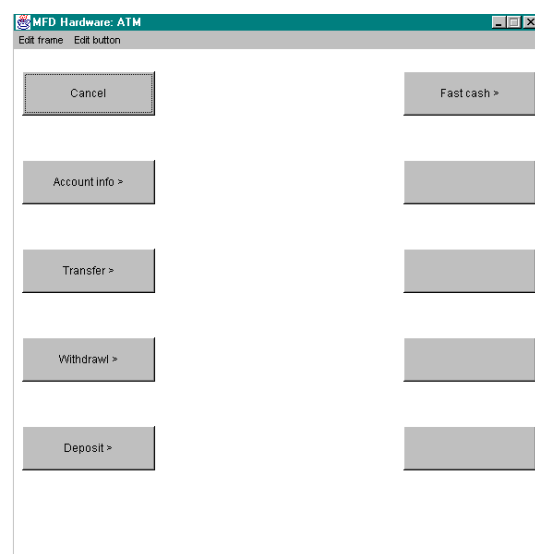 MFD Hardware: ATM
Edit frame Edit button
Cancel
Fast cash >
Account info >
Transfer >
Withdrawl >
Deposit >